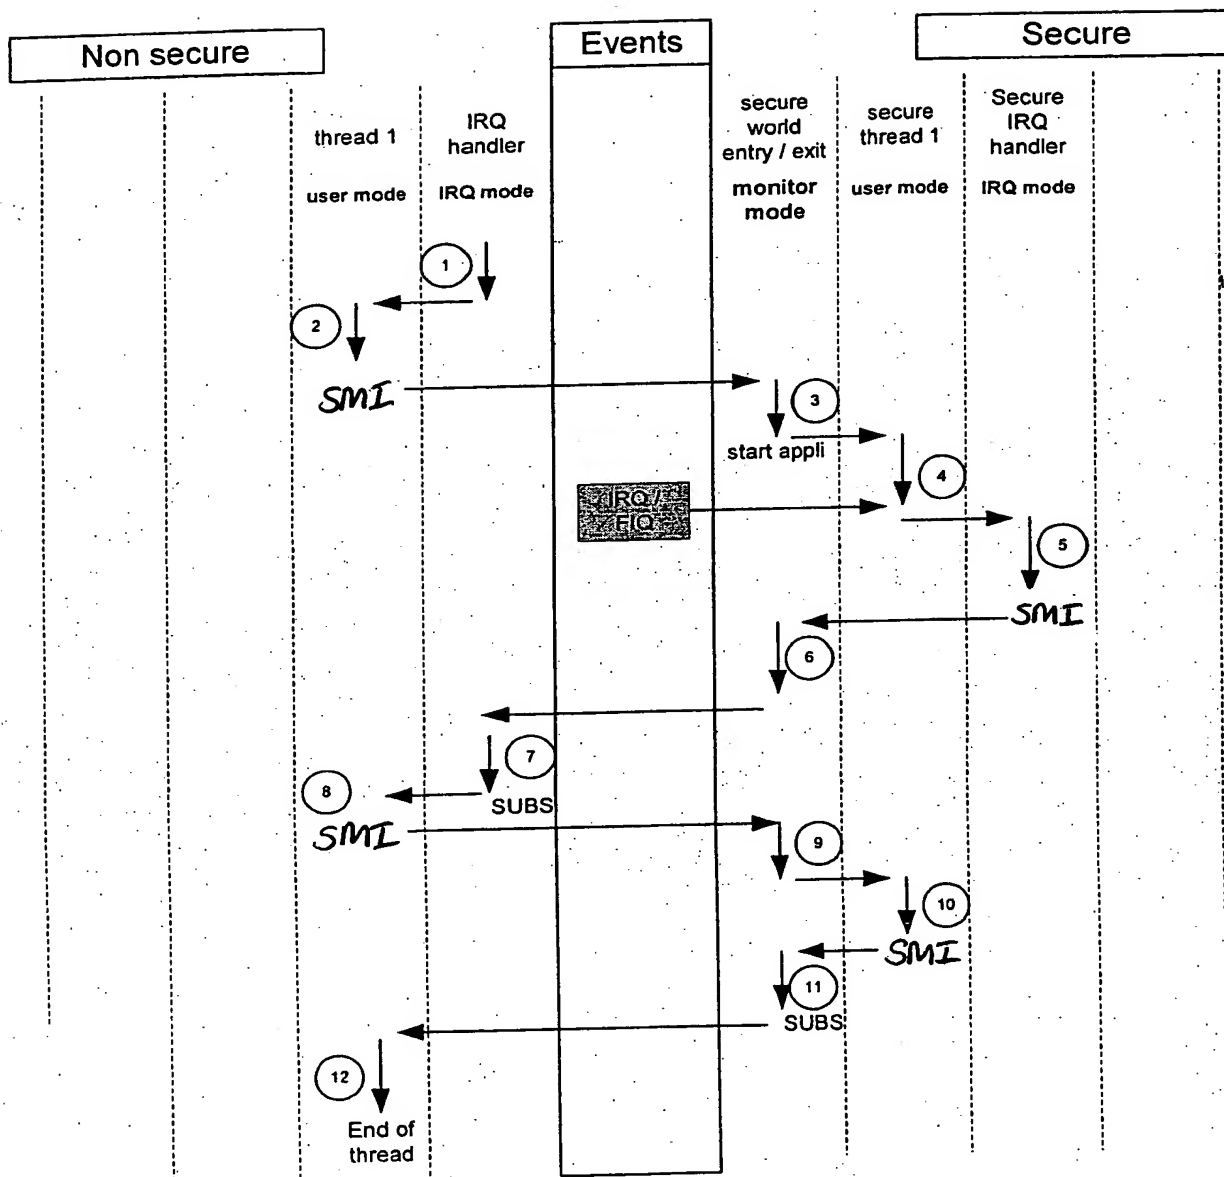 Non secure
Events
Secure
thread 1
user mode
IRQ
handler
IRQ mode
secure
world
entry / exit
monitor
mode
secure
thread 1
user mode
Secure
IRQ
handler
IRQ mode
1
2
SMI
3
start appli
4
IRQ /
FIQ
5
SMI
6
7
SUBS
8
SMI
9
10
SMI
11
SUBS
12
End of
thread